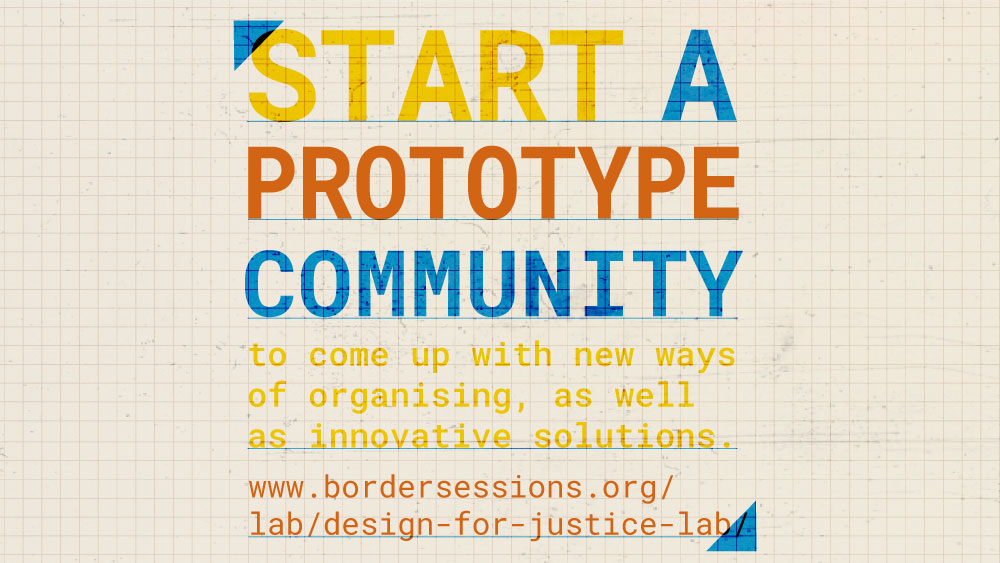 START A
PROTOTYPE
COMMUNITY
to come up with new ways
of organising, as well
as innovative solutions.
www.bordersessions.org/
lab/design-for-justice-lab/